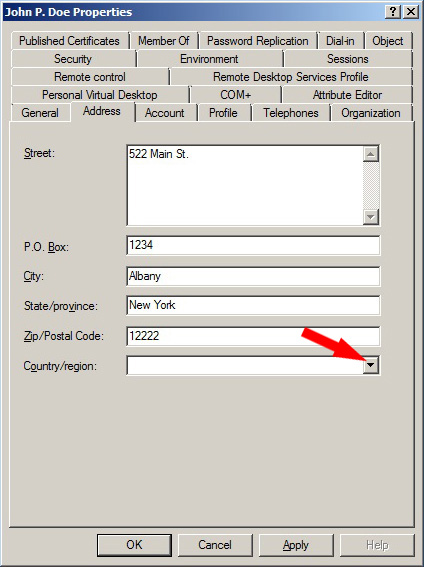 John P. Doe Properties
Published Certificates Member Of Password Replication Dial-in Object
Security Environment Sessions
Remote control Remote Desktop Services Profile
Personal Virtual Desktop COM+ Attribute Editor
General Address Account Profile Telephones Organization
Street: 522 Main St.
P.O. Box: 1234
City: Albany
State/province: New York
Zip/Postal Code: 12222
Country/region:
OK Cancel Apply Help